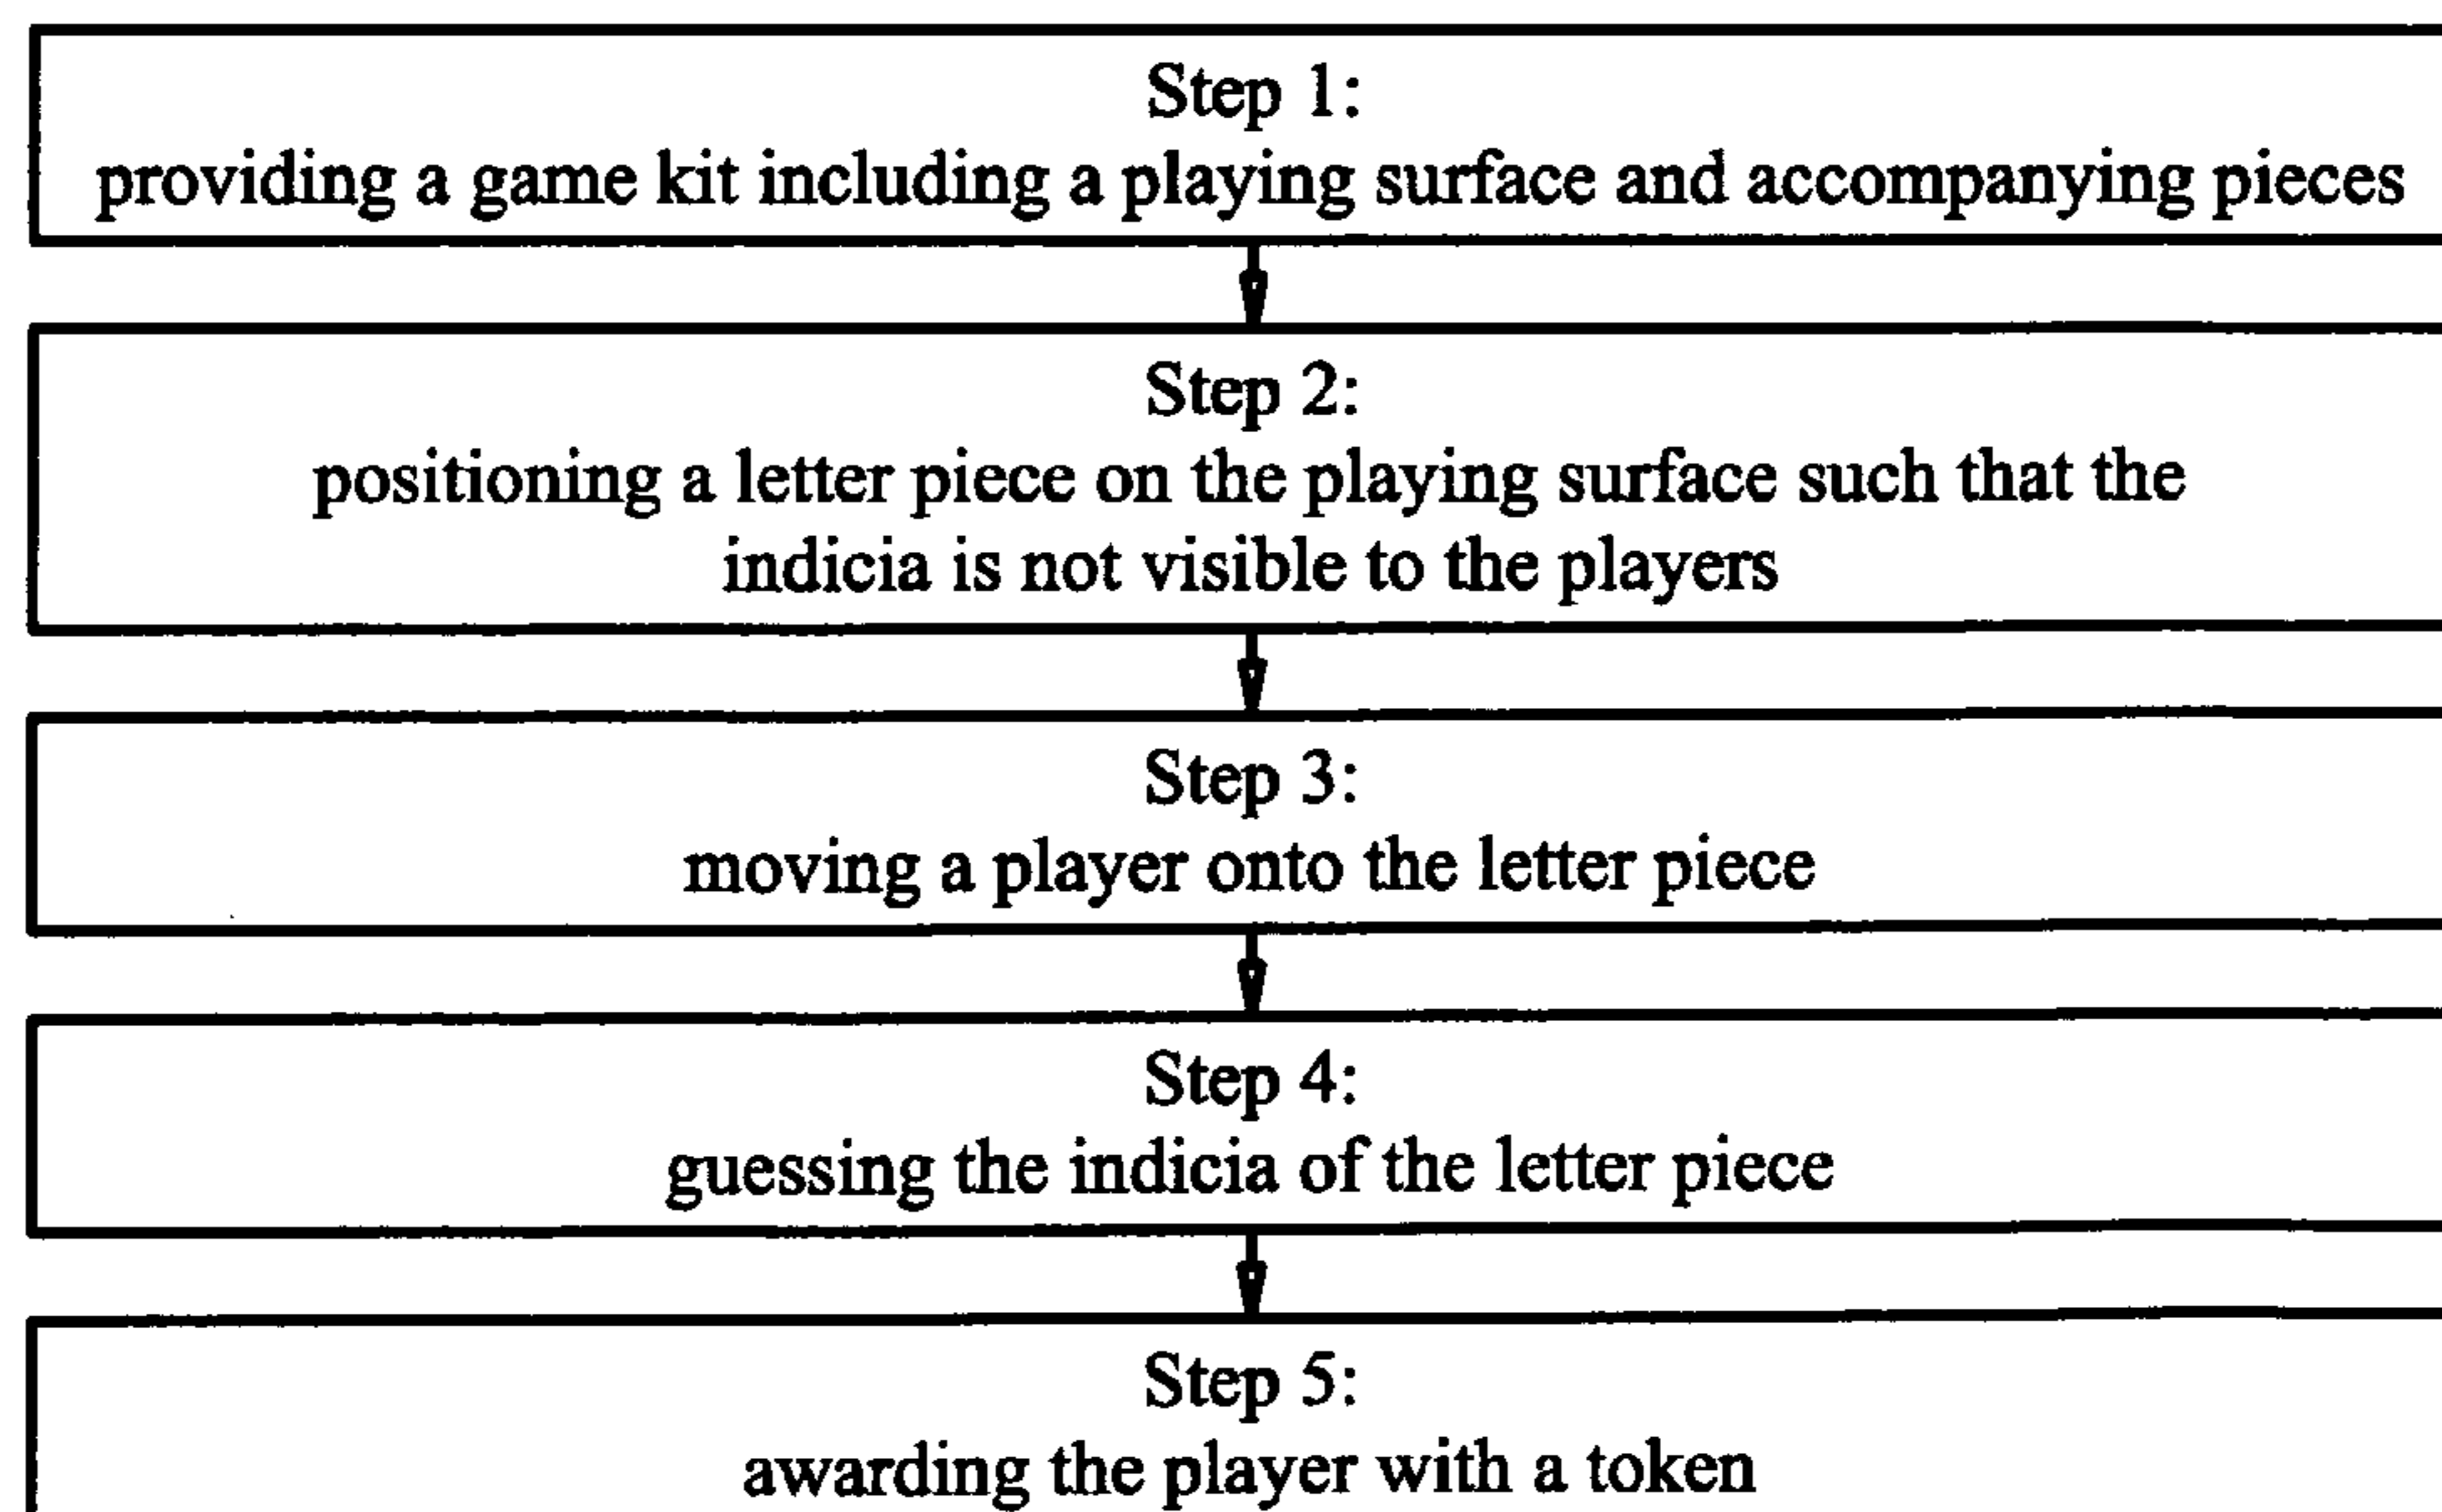 Step 1:
providing a game kit including a playing surface and accompanying pieces
Step 2:
positioning a letter piece on the playing surface such that the
indicia is not visible to the players
Step 3:
moving a player onto the letter piece
Step 4:
guessing the indicia of the letter piece
Step 5:
awarding the player with a token